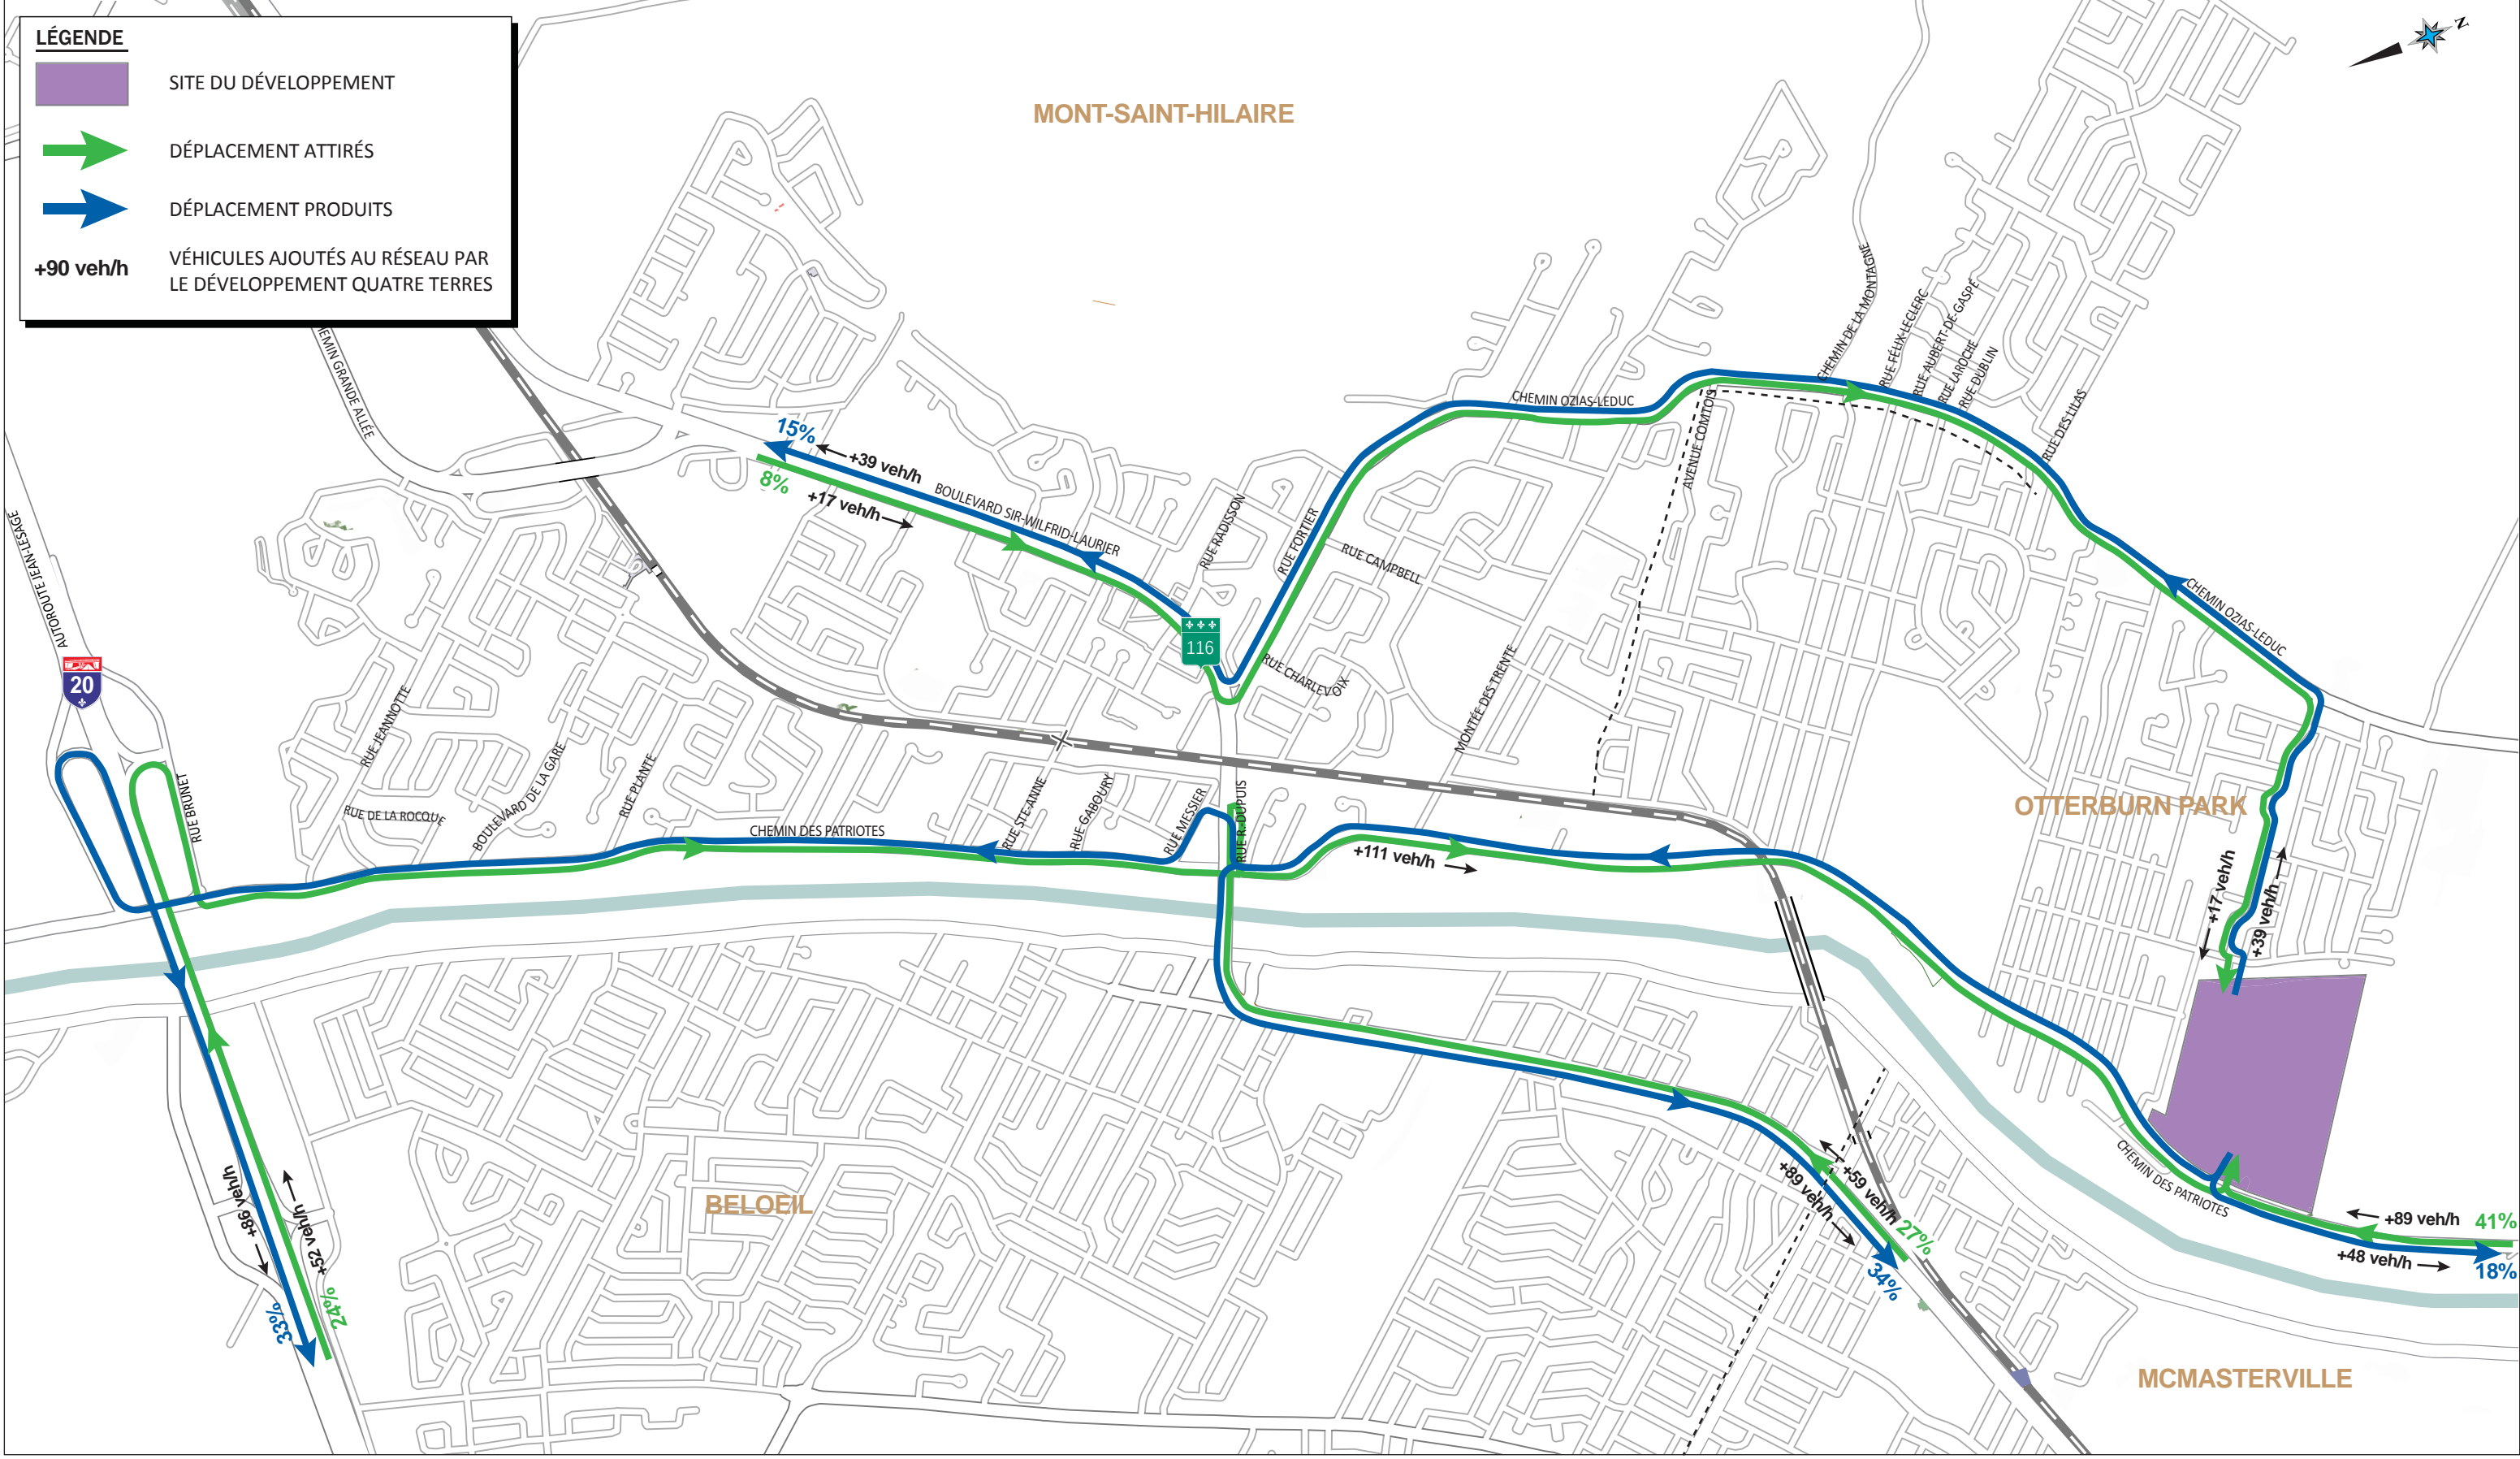 LÉGENDE
SITE DU DÉVELOPPEMENT
DÉPLACEMENT ATTIRÉS
DÉPLACEMENT PRODUITS
+90 veh/h
VÉHICULES AJOUTÉS AU RÉSEAU PAR
LE DÉVELOPPEMENT QUATRE TERRES
N
MONT-SAINT-HILAIRE
HEMIN GRANDE ALLÉE
15%
+39 veh/h
8%
+17 veh/h
BOULEVARD SIR-WILFRID-LAURIER
RUE RADISSON
RUE FORTIER
RUE CAMPBELL
CHEMIN OZIAS-LEDUC
AVENUE COMTOIS
CHEMIN DE LA MONTAGNE
RUE FÉLIX-LECLERC
RUE AUBERT-DE-GASPÉ
RUE LAROCHE
RUE DUBLIN
RUE DES LILAS
CHEMIN OZIAS-LEDUC
AUTOROUTE JEAN-LESAGE
20
116
RUE CHARLEVOIX
MONTÉE DES TRENTE
RUE JEANNOTTE
RUE BRUNET
RUE DE LA ROCQUE
BOULEVARD DE LA GARE
RUE PLANTE
CHEMIN DES PATRIOTES
RUE STE-ANNE
RUE GABOURY
RUE MESSIER
RUE R.-DUPUIS
+111 veh/h
OTTERBURN PARK
+17 veh/h
+39 veh/h
BELOEIL
+86 veh/h
+52 veh/h
33%
24%
+89 veh/h
+59 veh/h
27%
34%
CHEMIN DES PATRIOTES
+89 veh/h 41%
+48 veh/h
18%
MCMASTERVILLE